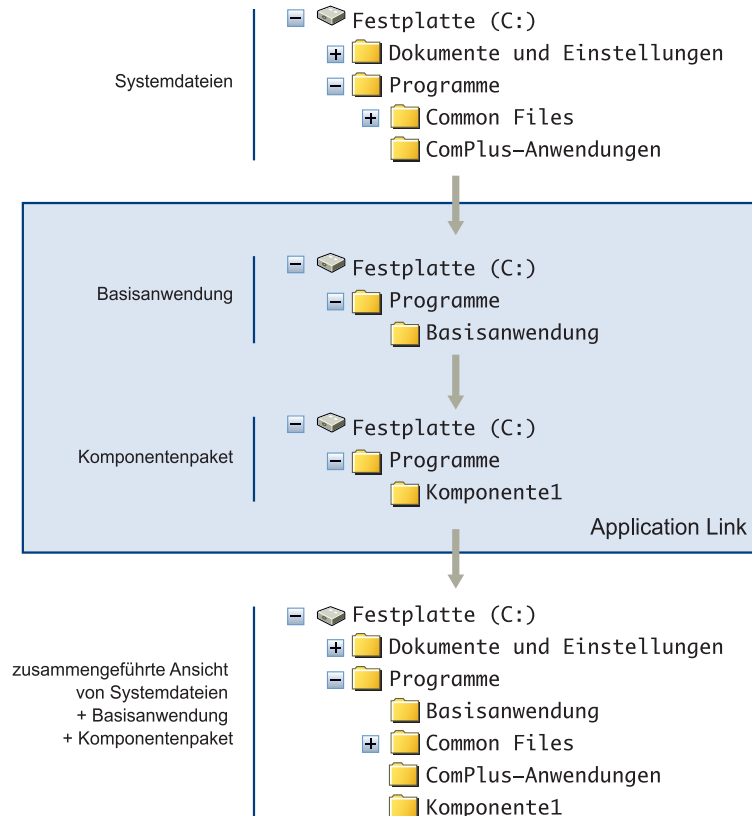 Festplatte (C:)
Dokumente und Einstellungen
Systemdateien
Programme
Common Files
ComPlus-Anwendungen
Festplatte (C:)
Basisanwendung
Programme
Basisanwendung
Festplatte (C:)
Komponentenpaket
Programme
Komponente1
Application Link
Festplatte (C:)
Dokumente und Einstellungen
zusammengeführte Ansicht
von Systemdateien
+ Basisanwendung
+ Komponentenpaket
Programme
Basisanwendung
Common Files
ComPlus-Anwendungen
Komponente1